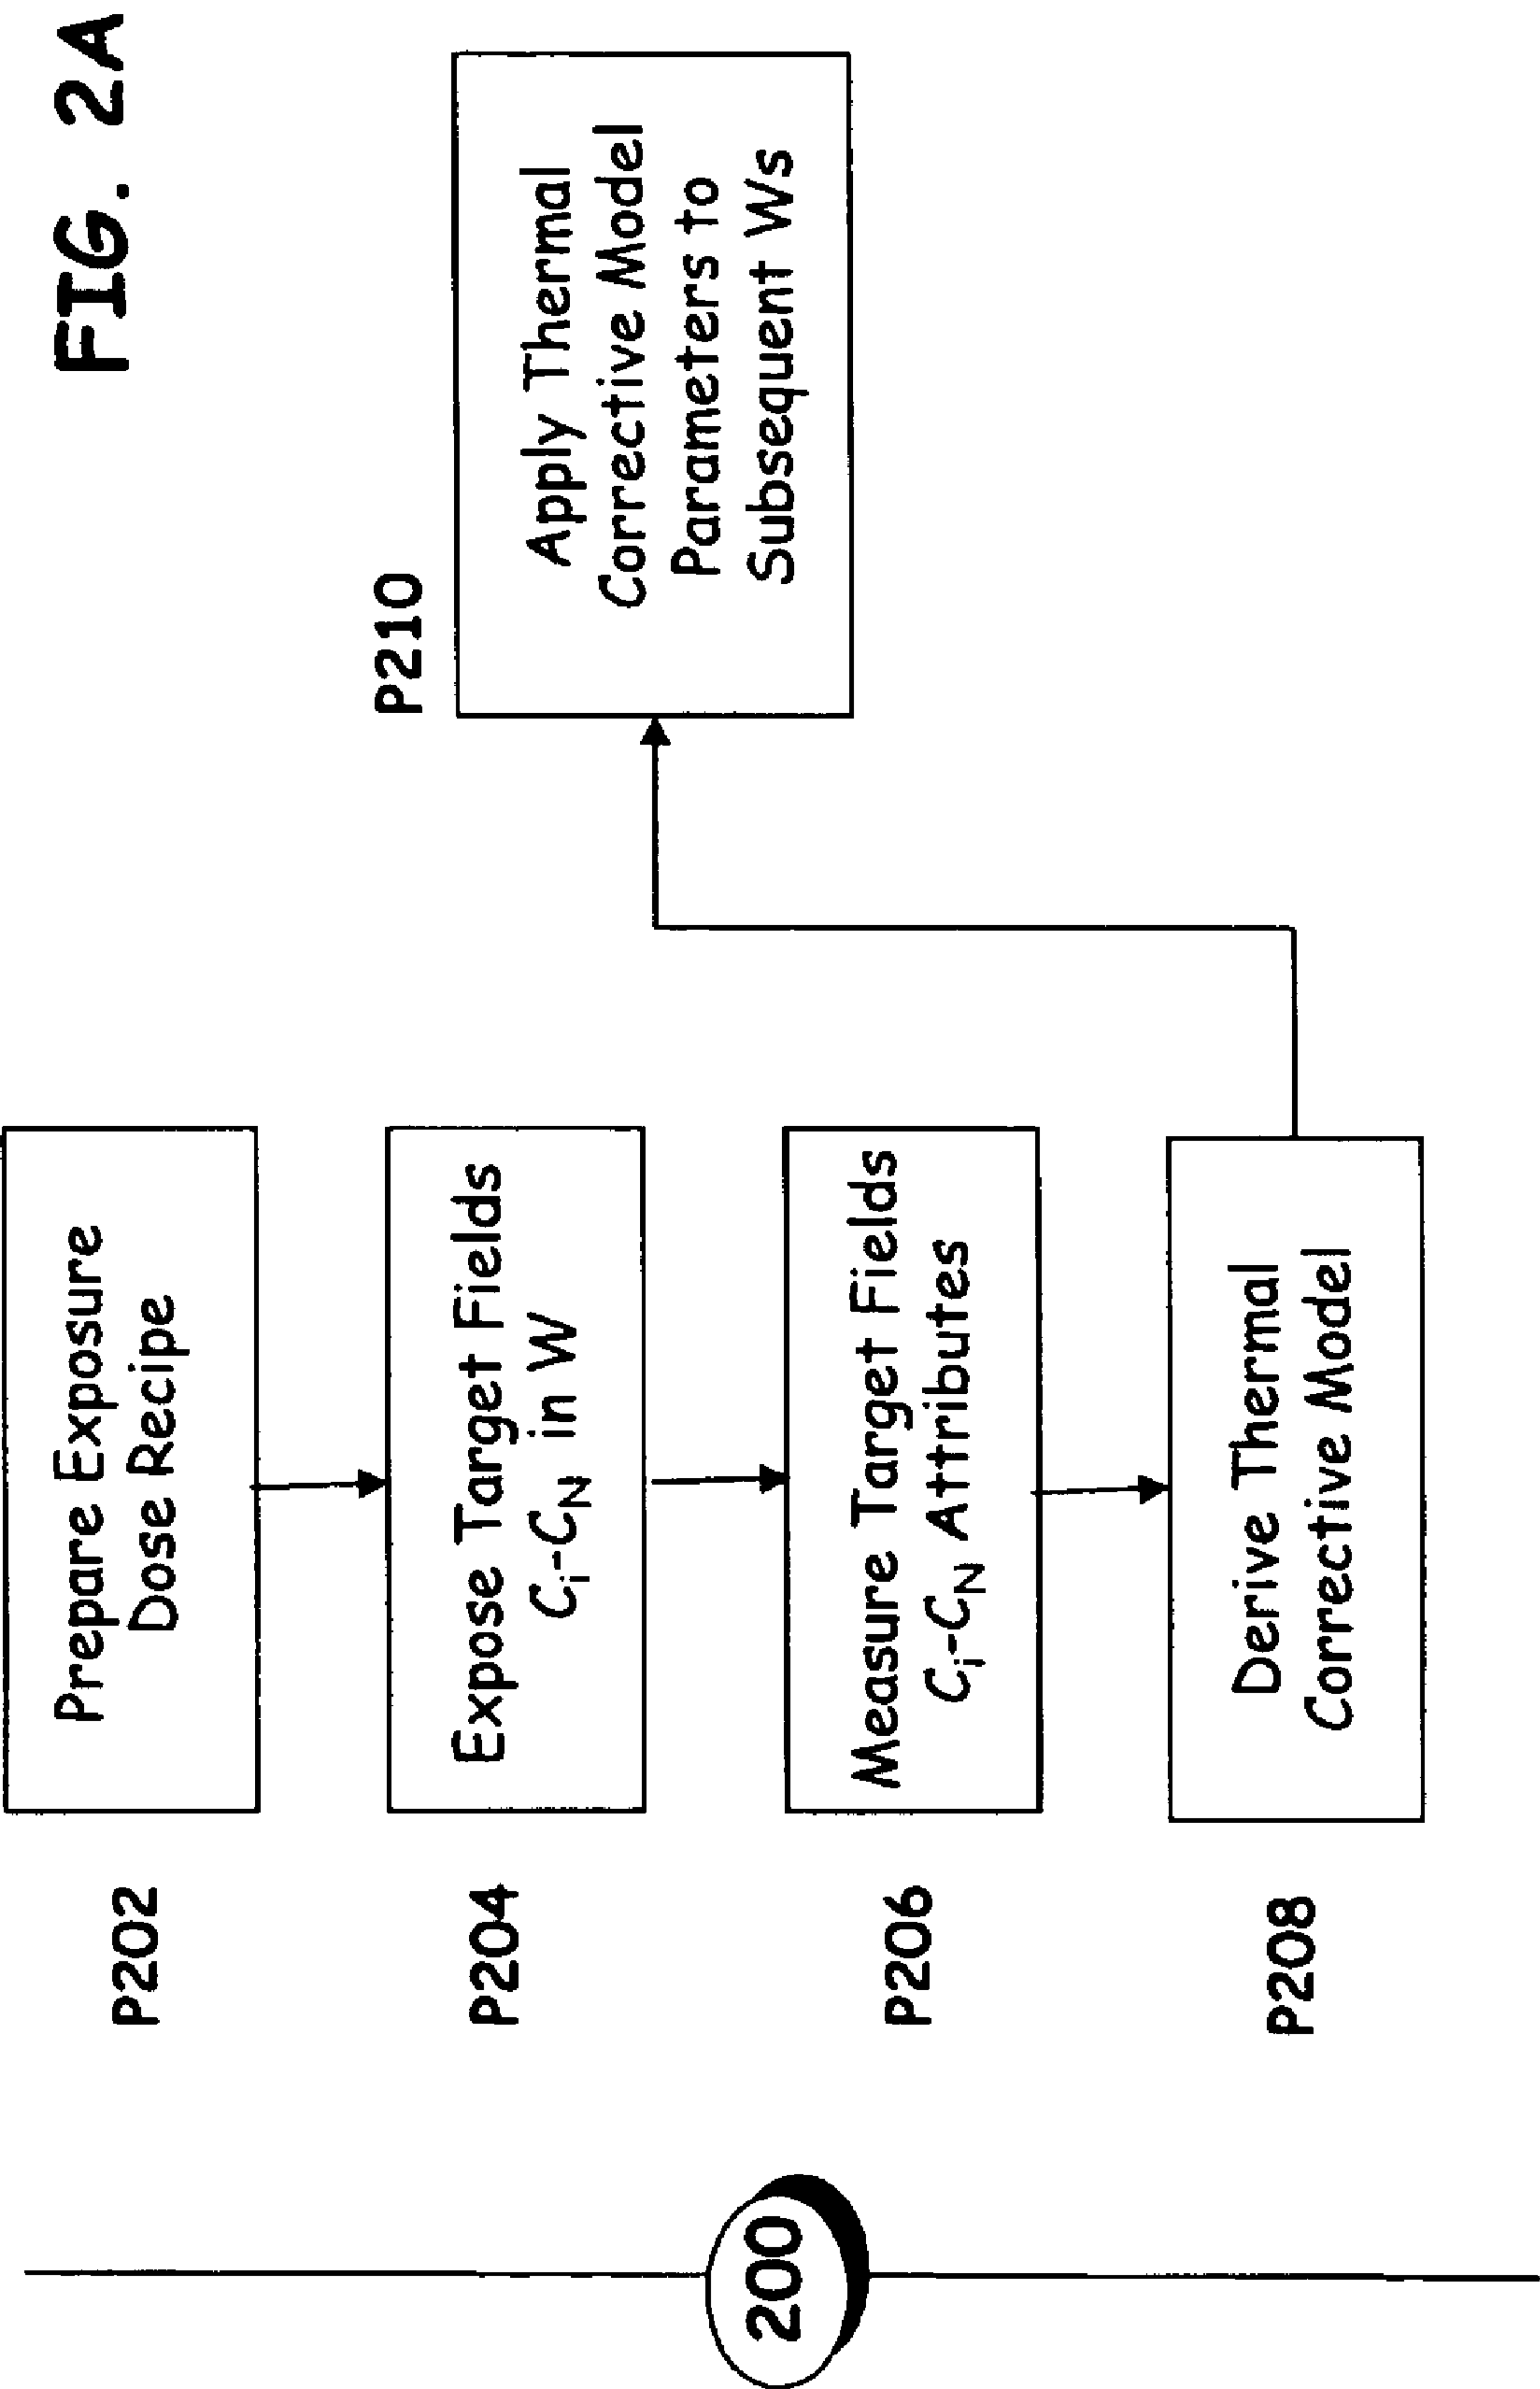 FIG. 2A
200
P202
Prepare Exposure
Dose Recipe
P204
Expose Target Fields
Ci-CN in W
P206
Measure Target Fields
Ci-CN Attributes
P208
Derive Thermal
Corrective Model
P210
Apply Thermal
Corrective Model
Parameters to
Subsequent Ws